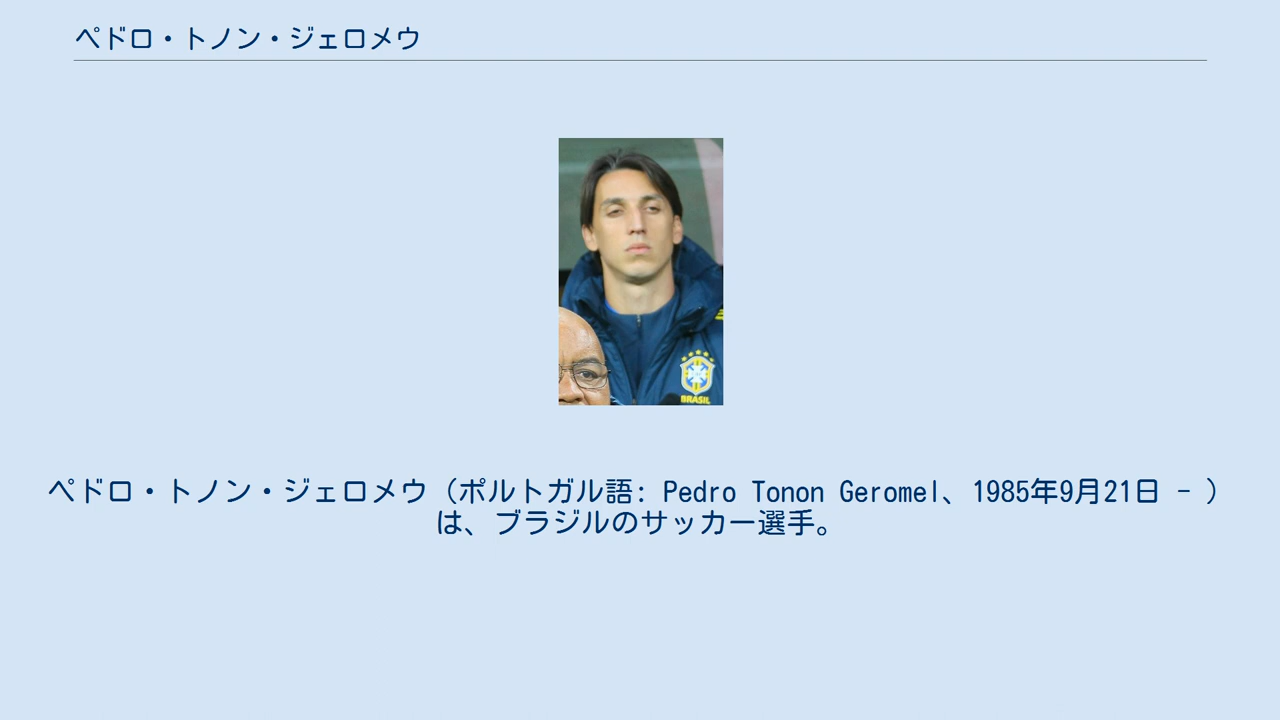 ペドロ・トノン・ジェロメウ
BRASIL
ペドロ・トノン・ジェロメウ（ポルトガル語: Pedro Tonon Geromel、1985年9月21日 - ）
は、ブラジルのサッカー選手。